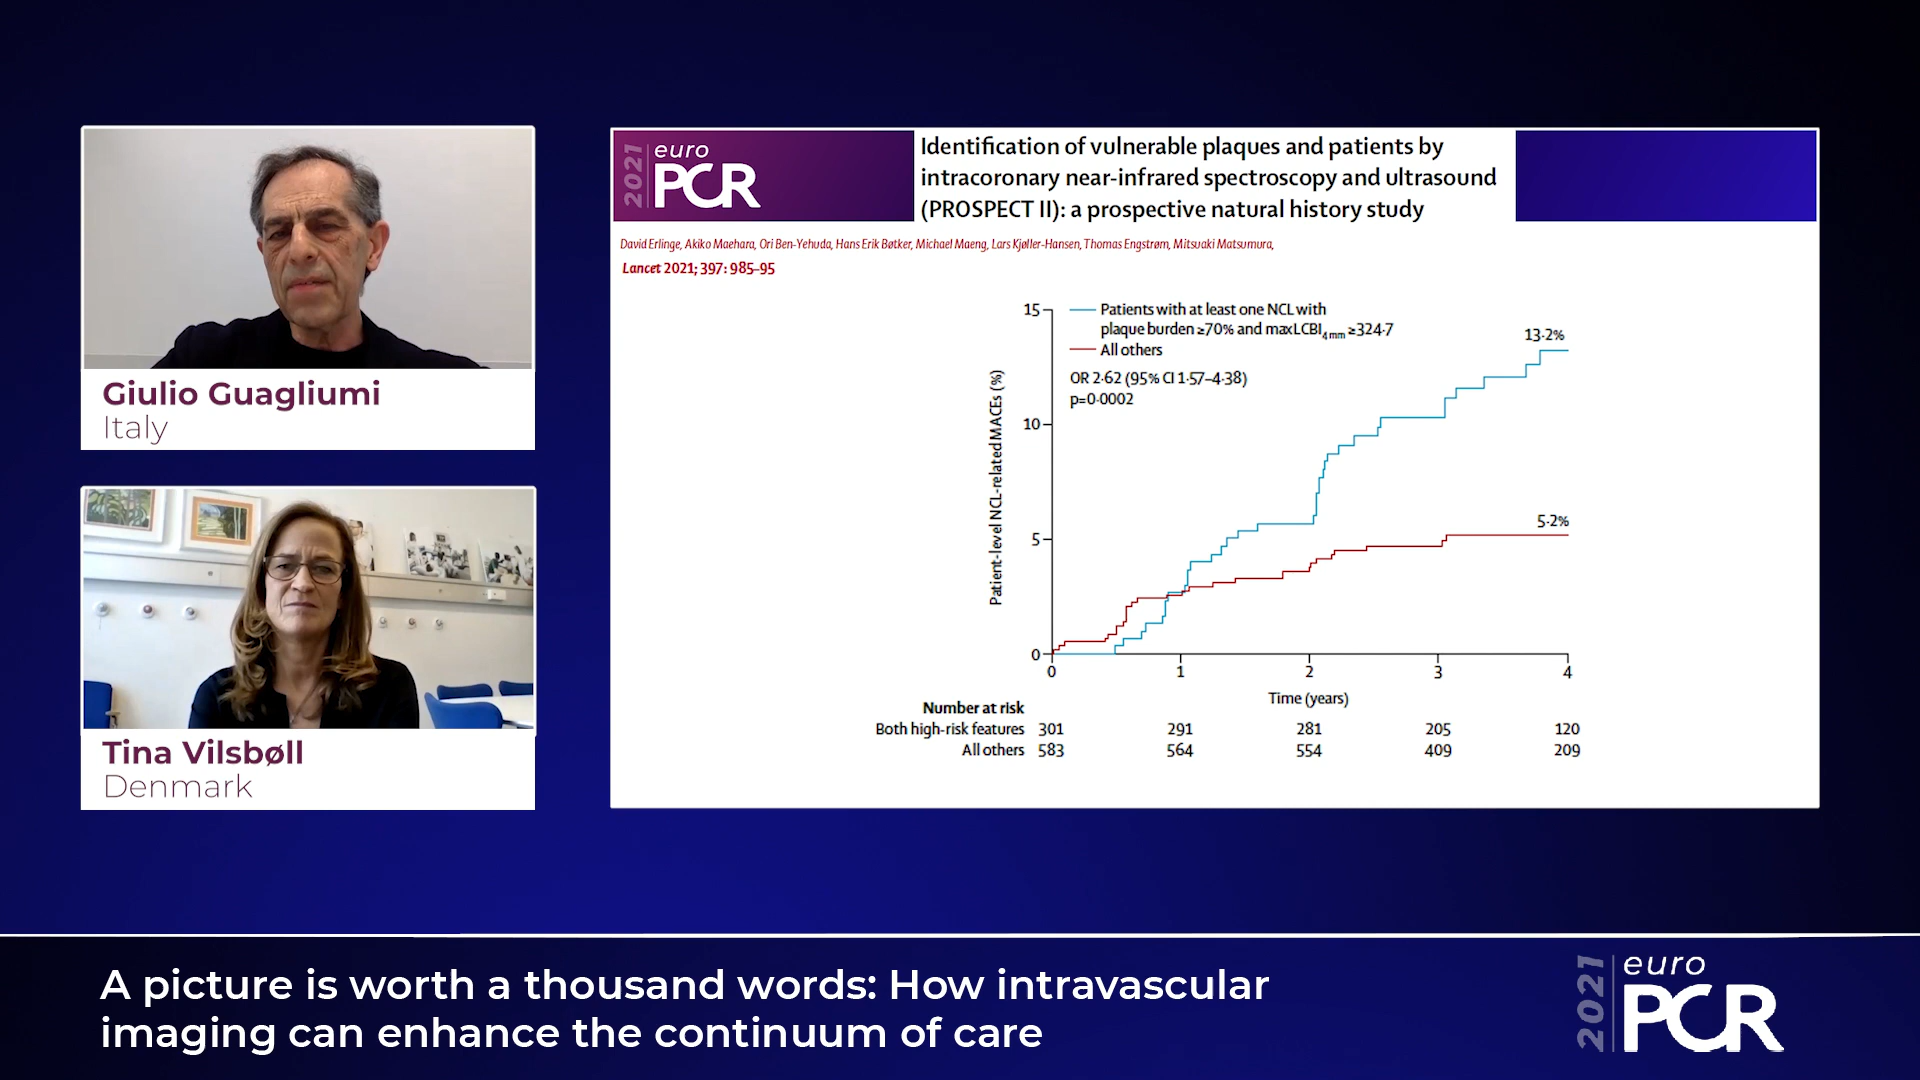 Giulio Guagliumi
Italy
Tina Vilsbøll
Denmark
2021 euro PCR
Identification of vulnerable plaques and patients by
intracoronary near-infrared spectroscopy and ultrasound
(PROSPECT II): a prospective natural history study
David Erlinge, Akiko Maehara, Ori Ben-Yehuda, Hans Erik Bøtker, Michael Maeng, Lars Kjøller-Hansen, Thomas Engstrøm, Mitsuaki Matsumura,
Lancet 2021; 397: 985–95
Patients with at least one NCL with
plaque burden ≥70% and maxLCBI4mm ≥324·7
All others
OR 2·62 (95% CI 1·57–4·38)
p=0·0002
13·2%
5·2%
Patient-level NCL-related MACEs (%)
15
10
5
0
0 1 2 3 4
Time (years)
Number at risk
Both high-risk features 301 291 281 205 120
All others 583 564 554 409 209
A picture is worth a thousand words: How intravascular
imaging can enhance the continuum of care
2021 euro PCR